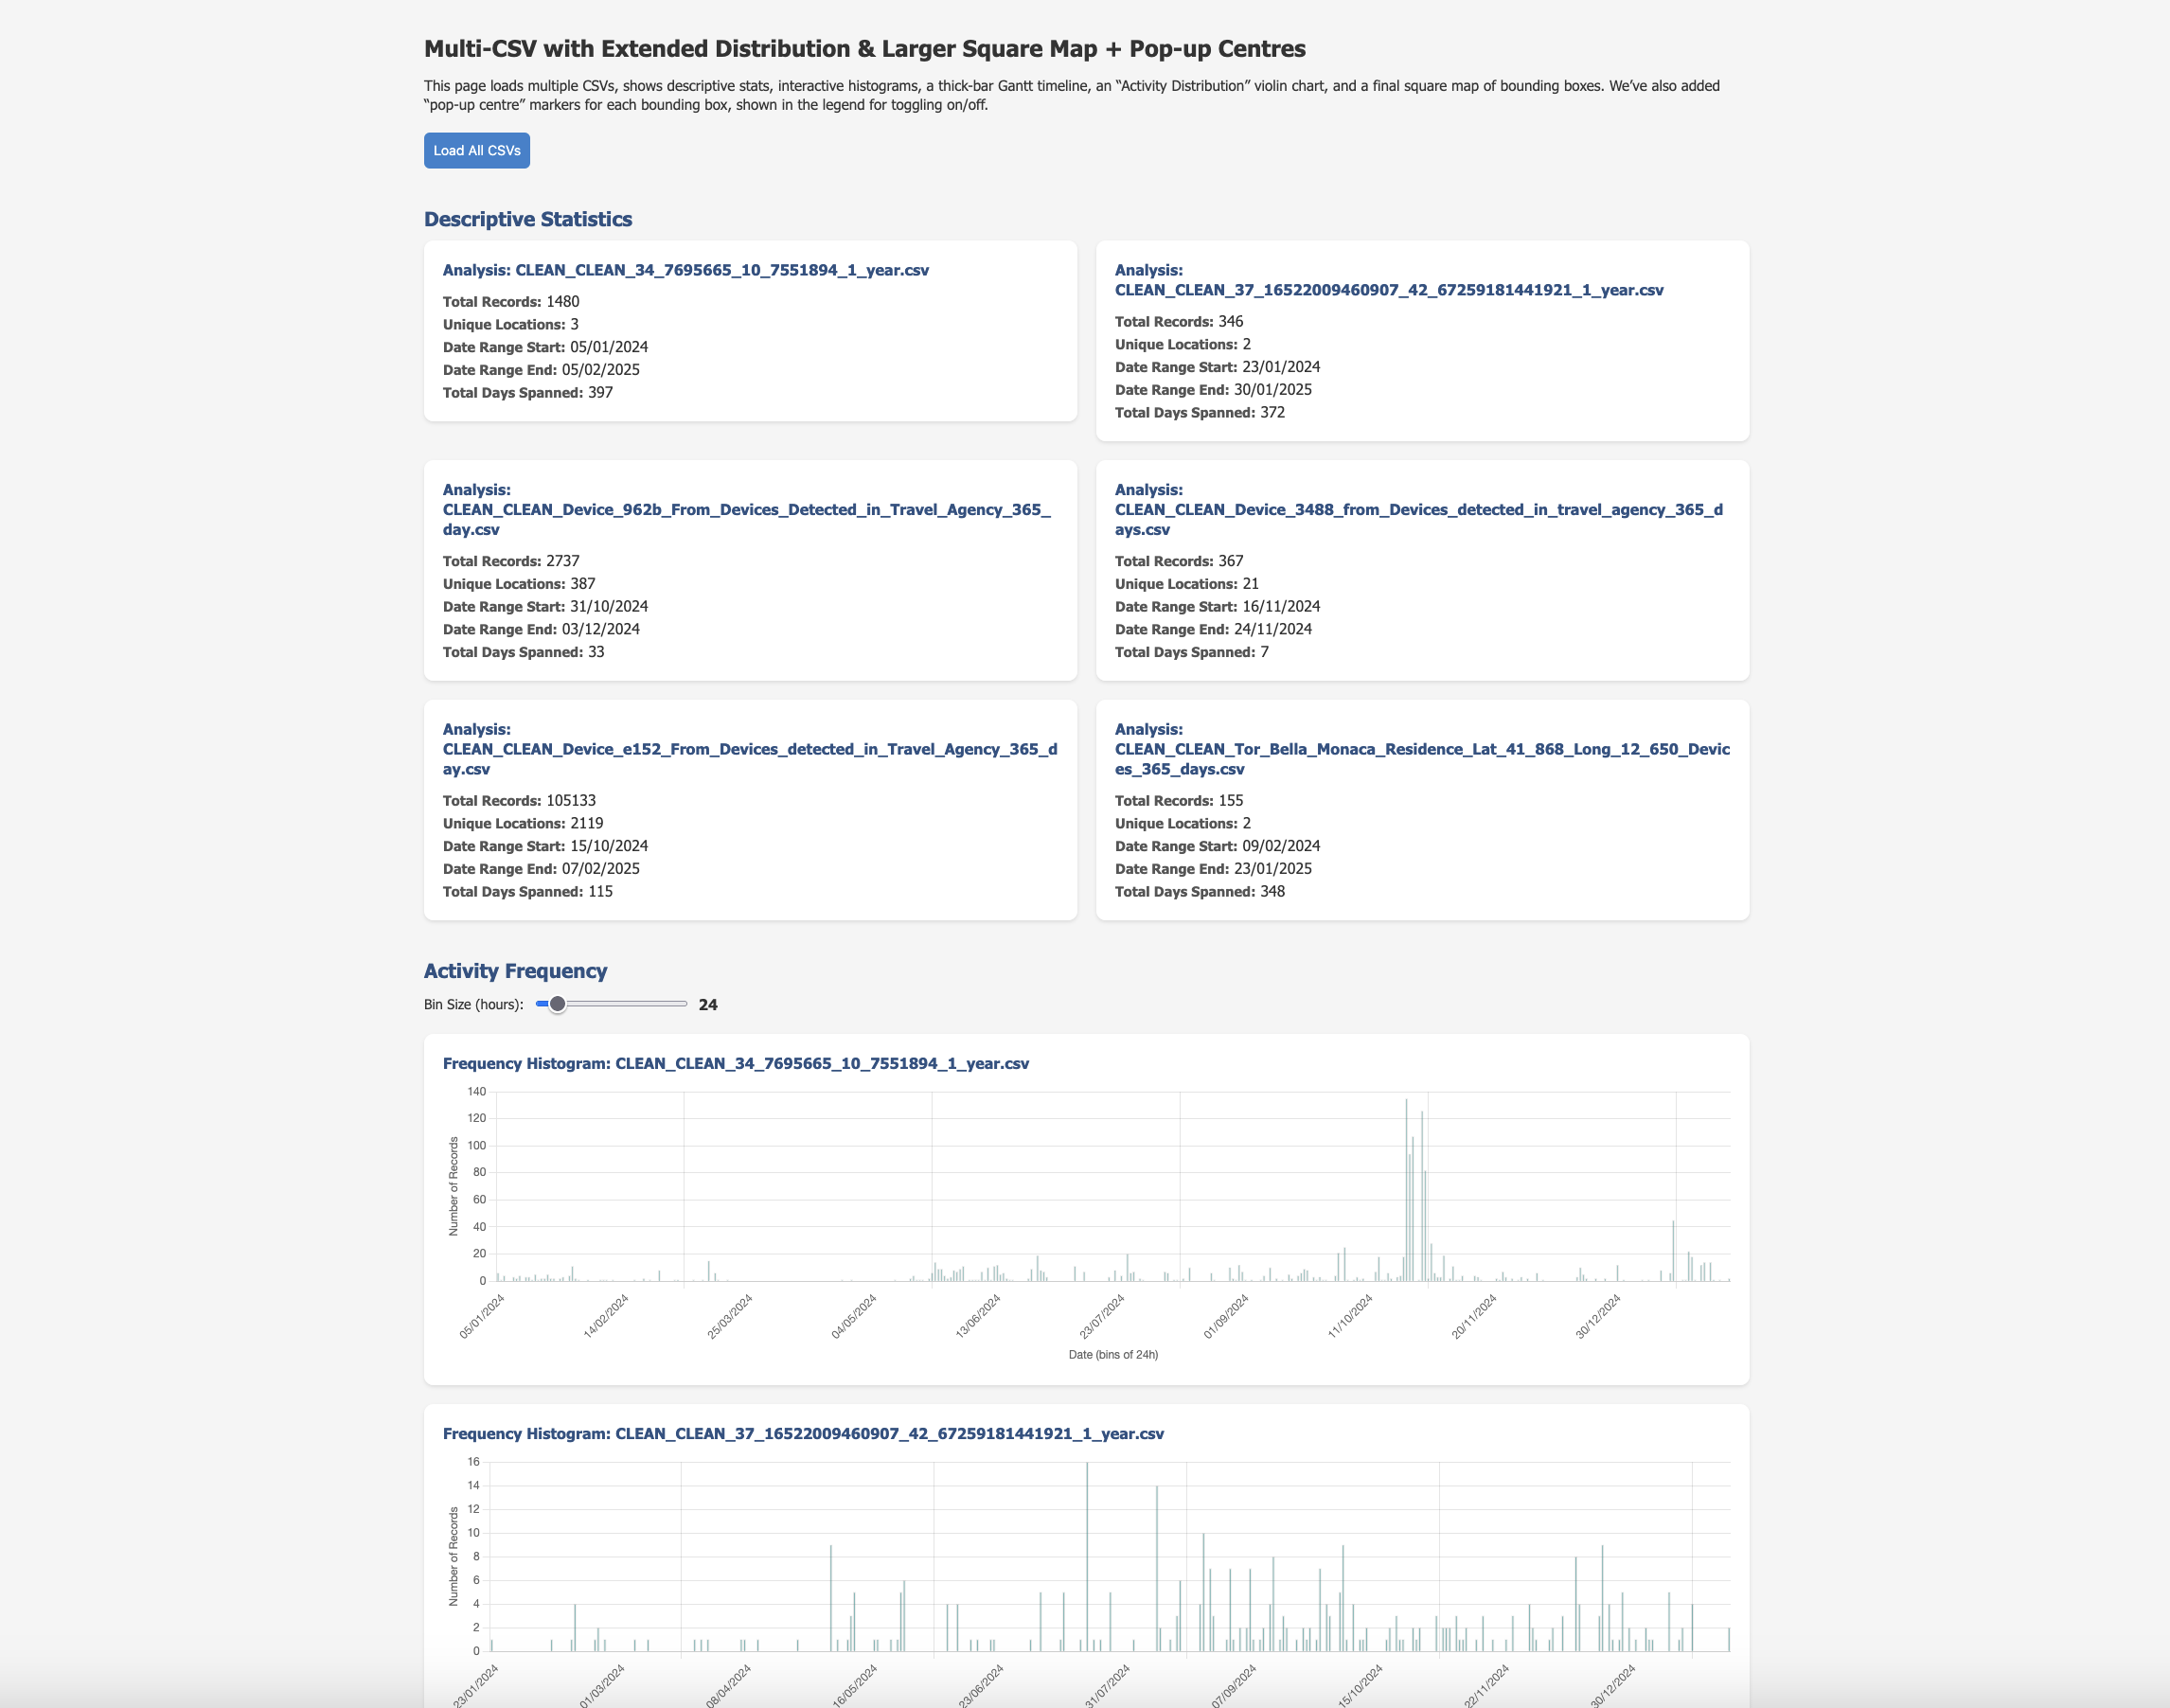 Multi-CSV with Extended Distribution & Larger Square Map + Pop-up Centres
This page loads multiple CSVs, shows descriptive stats, interactive histograms, a thick-bar Gantt timeline, an “Activity Distribution” violin chart, and a final square map of bounding boxes. We’ve also added
“pop-up centre” markers for each bounding box, shown in the legend for toggling on/off.
Load All CSVs
Descriptive Statistics
Analysis: CLEAN_CLEAN_34_7695665_10_7551894_1_year.csv
Total Records: 1480
Unique Locations: 3
Date Range Start: 05/01/2024
Date Range End: 05/02/2025
Total Days Spanned: 397
Analysis:
CLEAN_CLEAN_37_16522009460907_42_67259181441921_1_year.csv
Total Records: 346
Unique Locations: 2
Date Range Start: 23/01/2024
Date Range End: 30/01/2025
Total Days Spanned: 372
Analysis:
CLEAN_CLEAN_Device_962b_From_Devices_Detected_in_Travel_Agency_365_
day.csv
Total Records: 2737
Unique Locations: 387
Date Range Start: 31/10/2024
Date Range End: 03/12/2024
Total Days Spanned: 33
Analysis:
CLEAN_CLEAN_Device_3488_from_Devices_detected_in_travel_agency_365_d
ays.csv
Total Records: 367
Unique Locations: 21
Date Range Start: 16/11/2024
Date Range End: 24/11/2024
Total Days Spanned: 7
Analysis:
CLEAN_CLEAN_Device_e152_From_Devices_detected_in_Travel_Agency_365_d
ay.csv
Total Records: 105133
Unique Locations: 2119
Date Range Start: 15/10/2024
Date Range End: 07/02/2025
Total Days Spanned: 115
Analysis:
CLEAN_CLEAN_Tor_Bella_Monaca_Residence_Lat_41_868_Long_12_650_Devic
es_365_days.csv
Total Records: 155
Unique Locations: 2
Date Range Start: 09/02/2024
Date Range End: 23/01/2025
Total Days Spanned: 348
Activity Frequency
Bin Size (hours): 24
Frequency Histogram: CLEAN_CLEAN_34_7695665_10_7551894_1_year.csv
Number of Records
140
120
100
80
60
40
20
0
05/01/2024
14/02/2024
25/03/2024
04/05/2024
13/06/2024
23/07/2024
01/09/2024
11/10/2024
20/11/2024
30/12/2024
Date (bins of 24h)
Frequency Histogram: CLEAN_CLEAN_37_16522009460907_42_67259181441921_1_year.csv
Number of Records
16
14
12
10
8
6
4
2
0
23/01/2024
01/03/2024
08/04/2024
16/05/2024
23/06/2024
31/07/2024
07/09/2024
15/10/2024
22/11/2024
30/12/2024